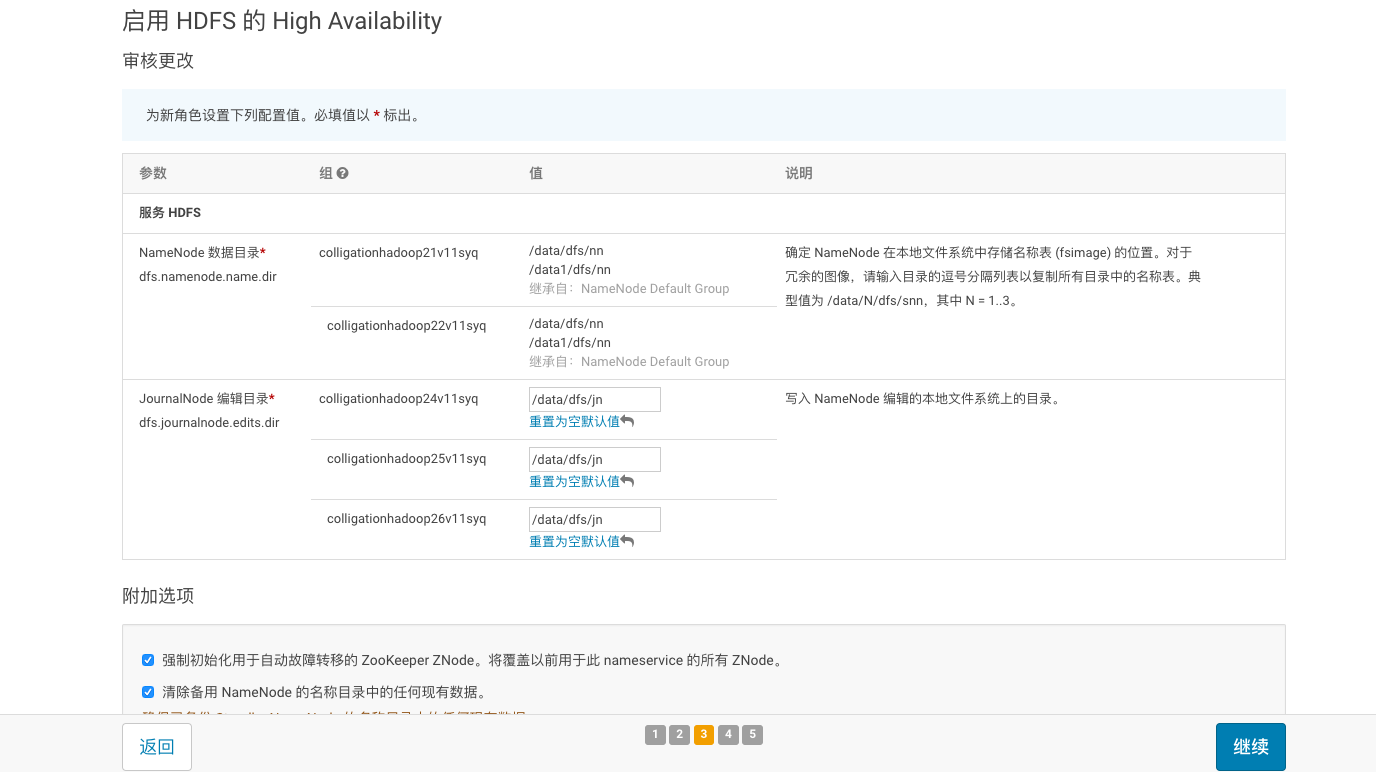 启用 HDFS 的 High Availability
审核更改
为新角色设置下列配置值。必填值以 * 标出。
参数 组 值 说明
服务 HDFS
NameNode 数据目录*
dfs.namenode.name.dir
colligationhadoop21v11syq
/data/dfs/nn
/data1/dfs/nn
继承自：NameNode Default Group
确定 NameNode 在本地文件系统中存储名称表 (fsimage) 的位置。对于
冗余的图像，请输入目录的逗号分隔列表以复制所有目录中的名称表。典
型值为 /data/N/dfs/snn，其中 N = 1..3。
colligationhadoop22v11syq
/data/dfs/nn
/data1/dfs/nn
继承自：NameNode Default Group
JournalNode 编辑目录*
dfs.journalnode.edits.dir
colligationhadoop24v11syq
/data/dfs/jn
重置为空默认值
写入 NameNode 编辑的本地文件系统上的目录。
colligationhadoop25v11syq
/data/dfs/jn
重置为空默认值
colligationhadoop26v11syq
/data/dfs/jn
重置为空默认值
附加选项
强制初始化用于自动故障转移的 ZooKeeper ZNode。将覆盖以前用于此 nameservice 的所有 ZNode。
清除备用 NameNode 的名称目录中的任何现有数据。
返回
1 2 3 4 5
继续